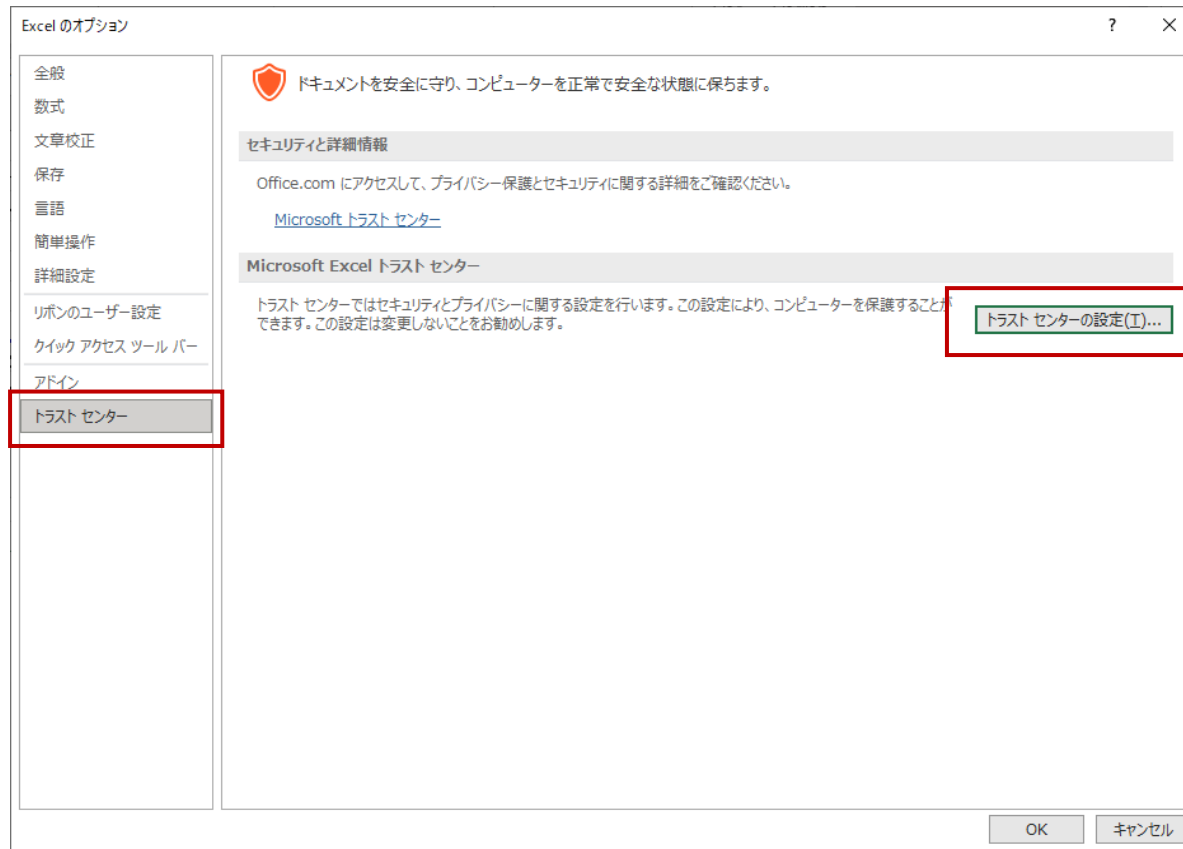 Excel のオプション
?
全般
数式
文章校正
保存
言語
簡単操作
詳細設定
リボンのユーザー設定
クイック アクセス ツール バー
アドイン
トラスト センター
ドキュメントを安全に守り、コンピューターを正常で安全な状態に保ちます。
セキュリティと詳細情報
Office.com にアクセスして、プライバシー保護とセキュリティに関する詳細をご確認ください。
Microsoft トラスト センター
Microsoft Excel トラスト センター
トラスト センターではセキュリティとプライバシーに関する設定を行います。この設定により、コンピューターを保護することが
できます。この設定は変更しないことをお勧めします。
トラスト センターの設定(T)...
OK
キャンセル